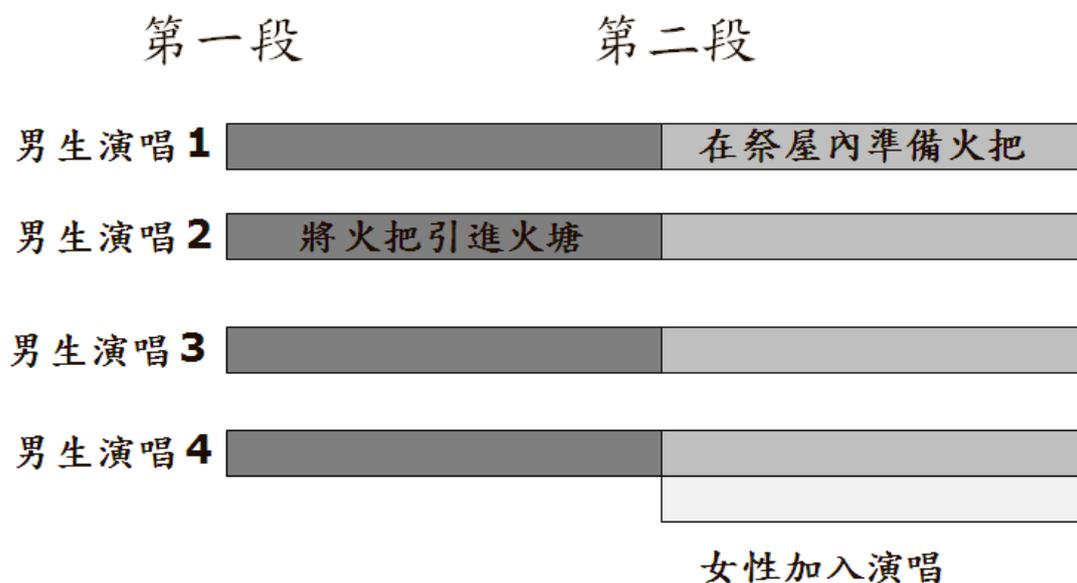 第一段 第二段
男生演唱1 在祭屋內準備火把
男生演唱2 將火把引進火塘
男生演唱3
男生演唱4
女性加入演唱